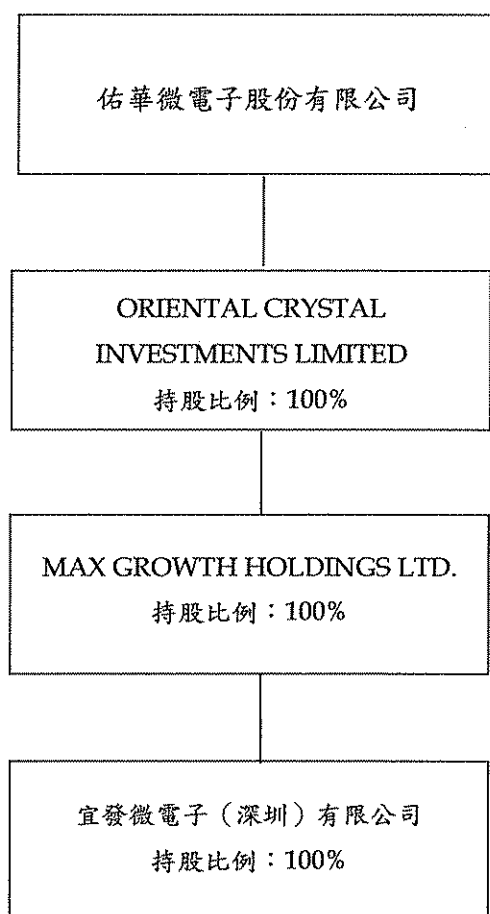 佑華微電子股份有限公司
ORIENTAL CRYSTAL
INVESTMENTS LIMITED
持股比例：100%
MAX GROWTH HOLDINGS LTD.
持股比例：100%
宜發微電子（深圳）有限公司
持股比例：100%